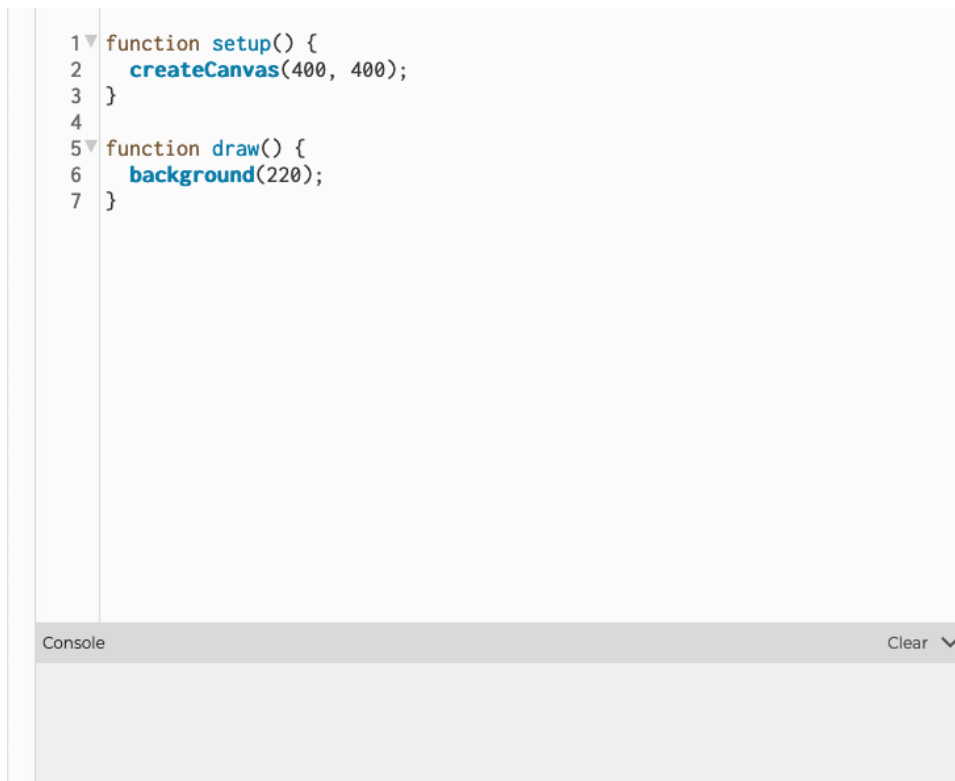 1 function setup() {
2 createCanvas(400, 400);
3 }
4
5 function draw() {
6 background(220);
7 }
Console Clear